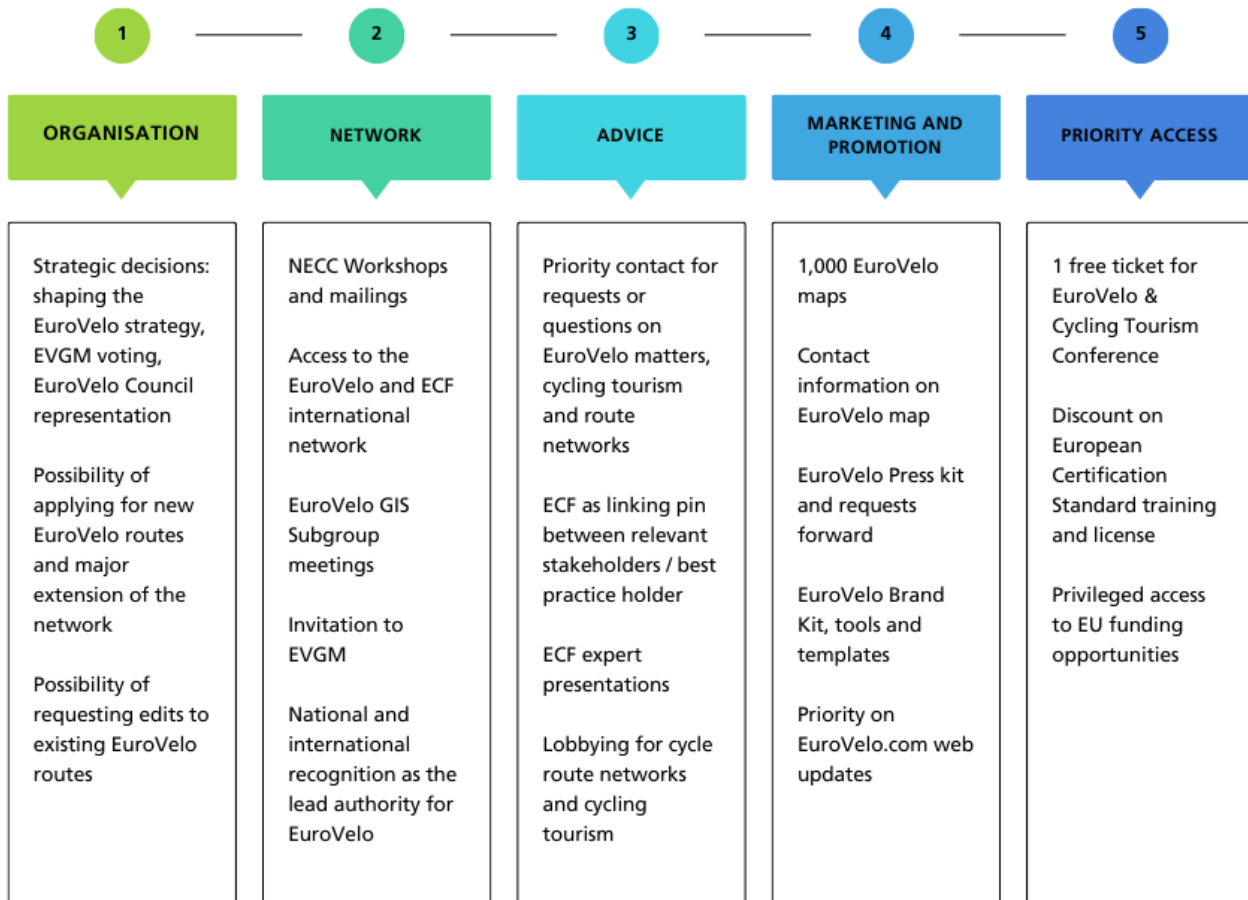 1
2
3
4
5
ORGANISATION
NETWORK
ADVICE
MARKETING AND
PROMOTION
PRIORITY ACCESS
Strategic decisions:
shaping the
EuroVelo strategy,
EVGM voting,
EuroVelo Council
representation
Possibility of
applying for new
EuroVelo routes
and major
extension of the
network
Possibility of
requesting edits to
existing EuroVelo
routes
NECC Workshops
and mailings
Access to the
EuroVelo and ECF
international
network
EuroVelo GIS
Subgroup
meetings
Invitation to
EVGM
National and
international
recognition as the
lead authority for
EuroVelo
Priority contact for
requests or
questions on
EuroVelo matters,
cycling tourism
and route
networks
ECF as linking pin
between relevant
stakeholders / best
practice holder
ECF expert
presentations
Lobbying for cycle
route networks
and cycling
tourism
1,000 EuroVelo
maps
Contact
information on
EuroVelo map
EuroVelo Press kit
and requests
forward
EuroVelo Brand
Kit, tools and
templates
Priority on
EuroVelo.com web
updates
1 free ticket for
EuroVelo &
Cycling Tourism
Conference
Discount on
European
Certification
Standard training
and license
Privileged access
to EU funding
opportunities